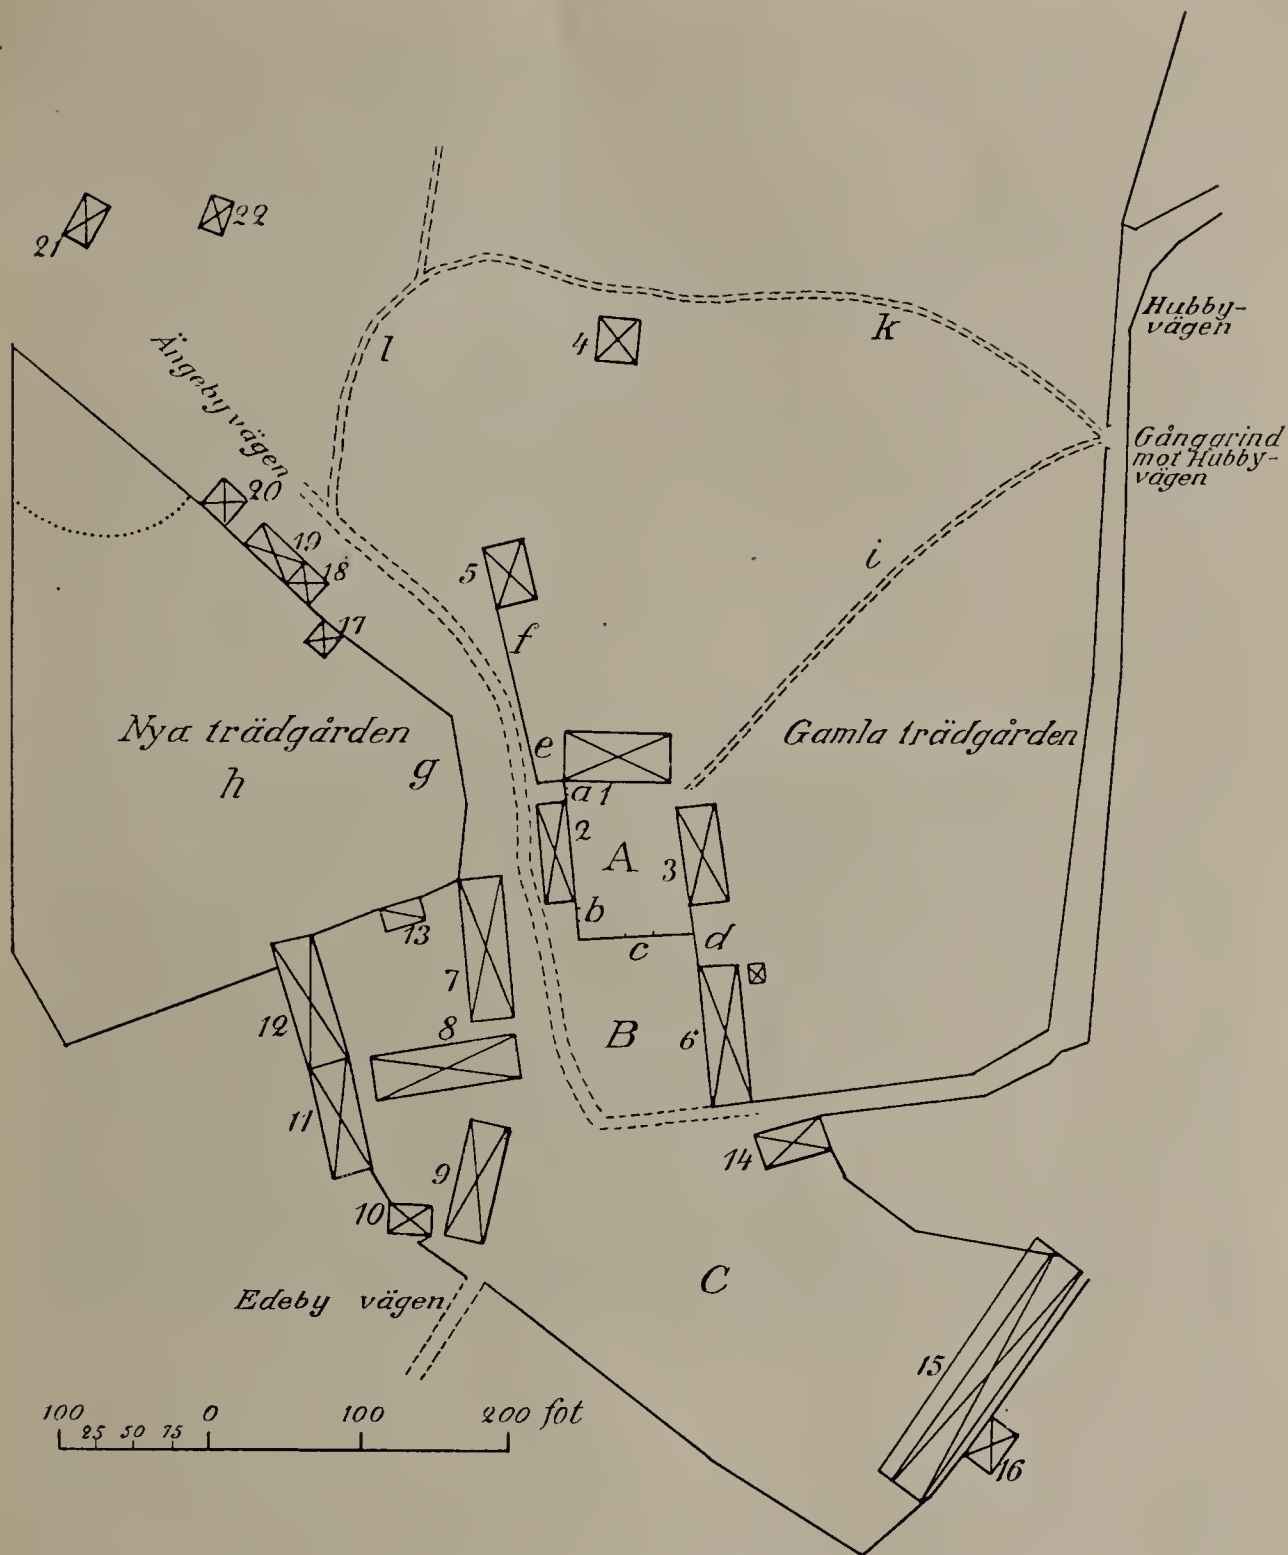 21
22
Hubby-
vägen
4
k
l
Ängeby vägen
Gånggrind
mot Hubby-
vägen
20
19
18
5
i
17
f
Nya trädgården
Gamla trädgården
e
g
h
a 1
2
A
3
b
13
c
d
7
12
8
B
6
11
14
9
10
C
Edeby vägen
15
100 0 100 200 fot
25 50 75
16